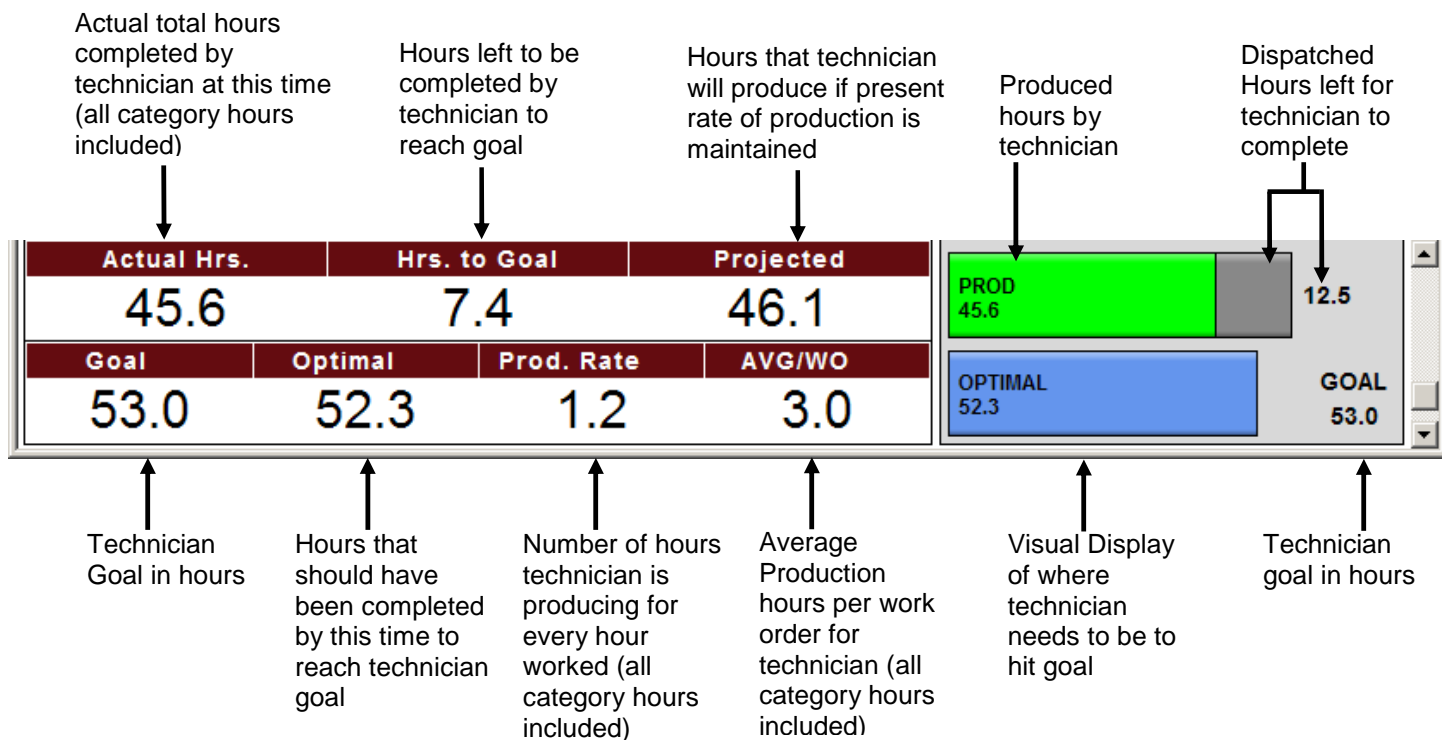 Actual total hours
completed by
technician at this time
(all category hours
included)
Hours left to be
completed by
technician to
reach goal
Hours that technician
will produce if present
rate of production is
maintained
Produced
hours by
technician
Dispatched
Hours left for
technician to
complete
Actual Hrs.
Hrs. to Goal
Projected
45.6
7.4
46.1
Goal
Optimal
Prod. Rate
AVG/WO
53.0
52.3
1.2
3.0
PROD
45.6
12.5
OPTIMAL
52.3
GOAL
53.0
Technician
Goal in hours
Hours that
should have
been completed
by this time to
reach technician
goal
Number of hours
technician is
producing for
every hour
worked (all
category hours
included)
Average
Production
hours per work
order for
technician (all
category hours
included)
Visual Display
of where
technician
needs to be to
hit goal
Technician
goal in hours